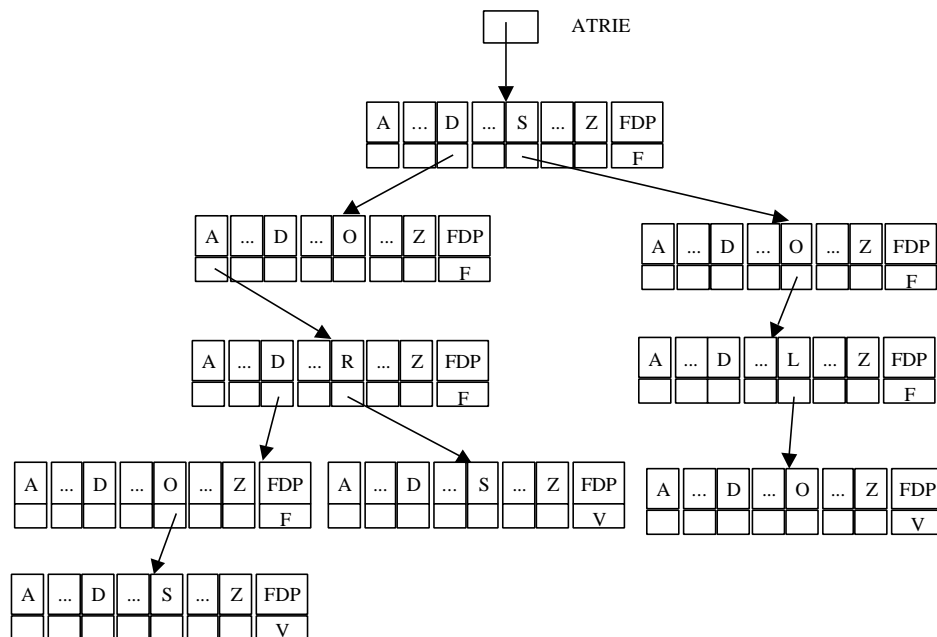 ATRIE
A ... D ... S ... Z FDP
F
A ... D ... O ... Z FDP
F
A ... D ... O ... Z FDP
F
A ... D ... R ... Z FDP
F
A ... D ... L ... Z FDP
F
A ... D ... O ... Z FDP
F
A ... D ... S ... Z FDP
V
A ... D ... O ... Z FDP
V
A ... D ... S ... Z FDP
V